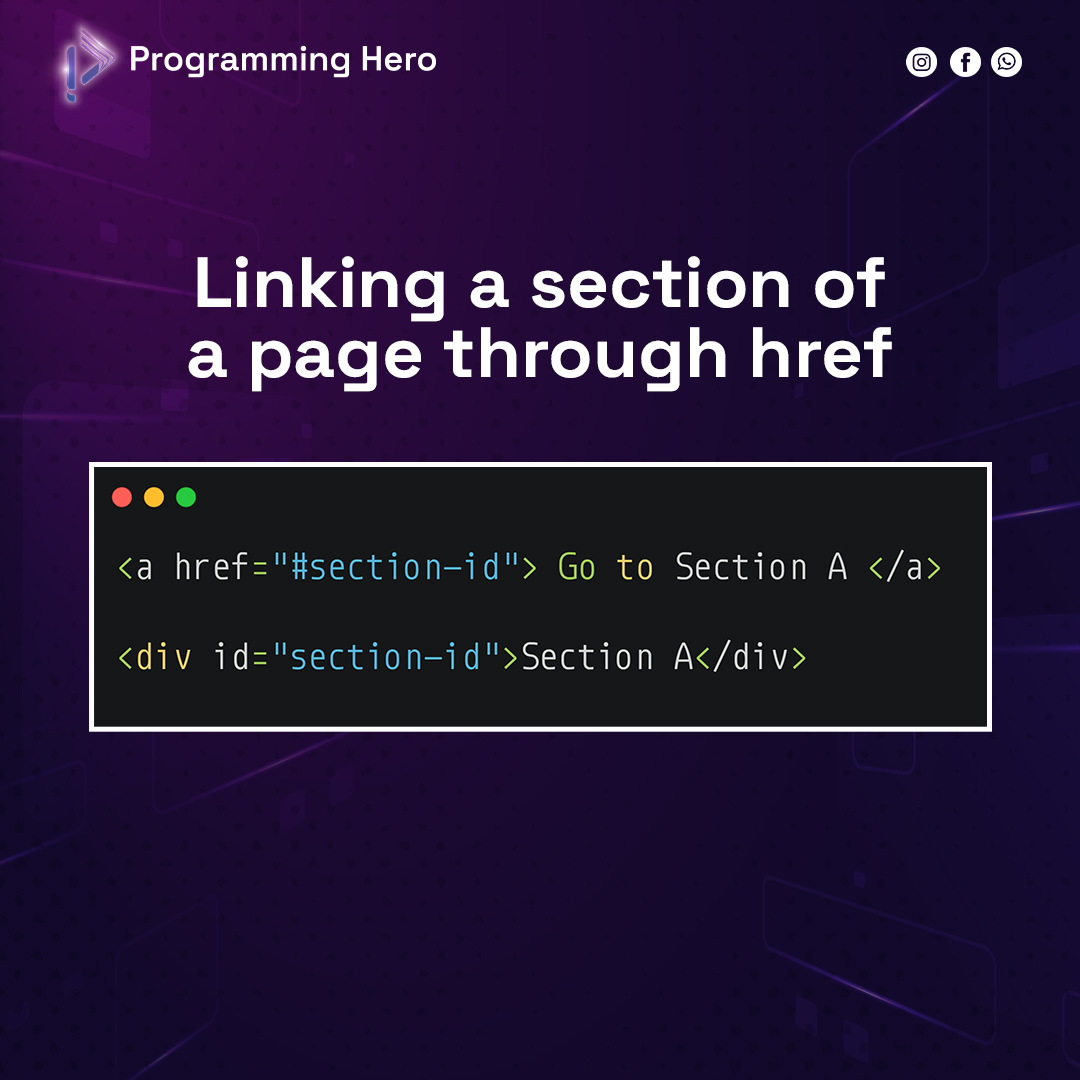 Programming Hero
Linking a section of
a page through href
<a href="#section-id"> Go to Section A </a>
<div id="section-id">Section A</div>